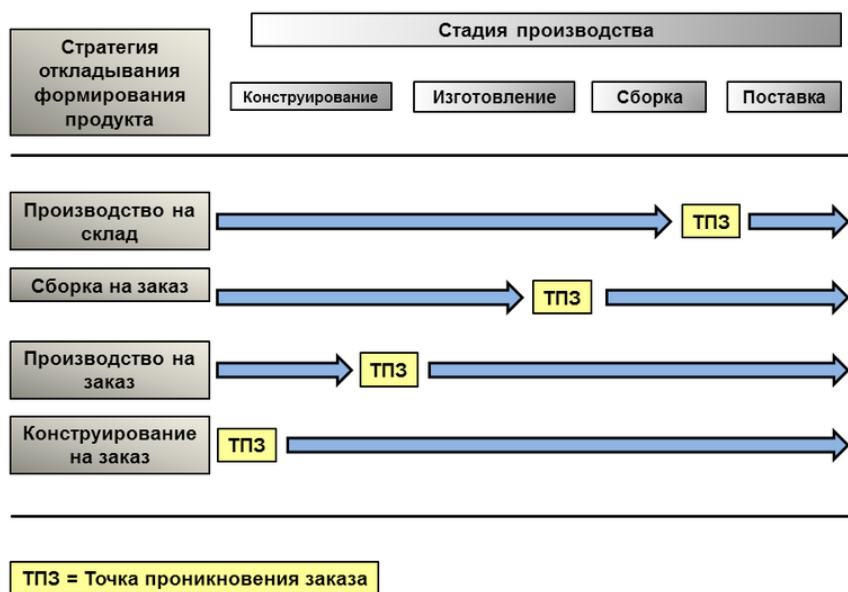 Стратегия
откладывания
формирования
продукта
Стадия производства
Конструирование
Изготовление
Сборка
Поставка
Производство на
склад
ТПЗ
Сборка на заказ
ТПЗ
Производство на
заказ
ТПЗ
Конструирование
на заказ
ТПЗ
ТПЗ = Точка проникновения заказа